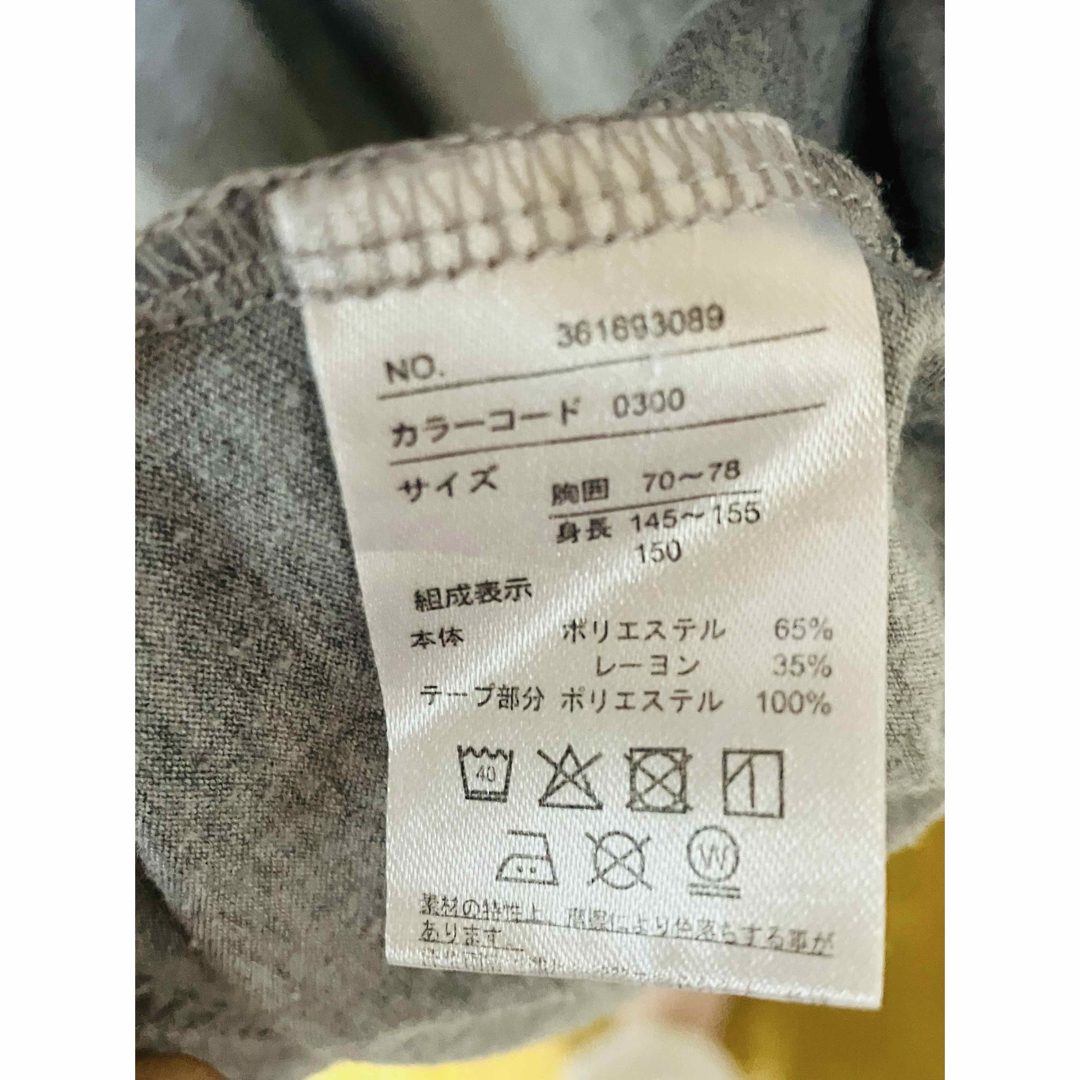 NO. 361693089
カラーコード 0300
サイズ 胸囲 70～78
身長 145～155
150
組成表示
本体 ポリエステル 65%
レーヨン 35%
テープ部分 ポリエステル 100%
40
W
素材の特性上、摩擦により色落ちする事が
あります。